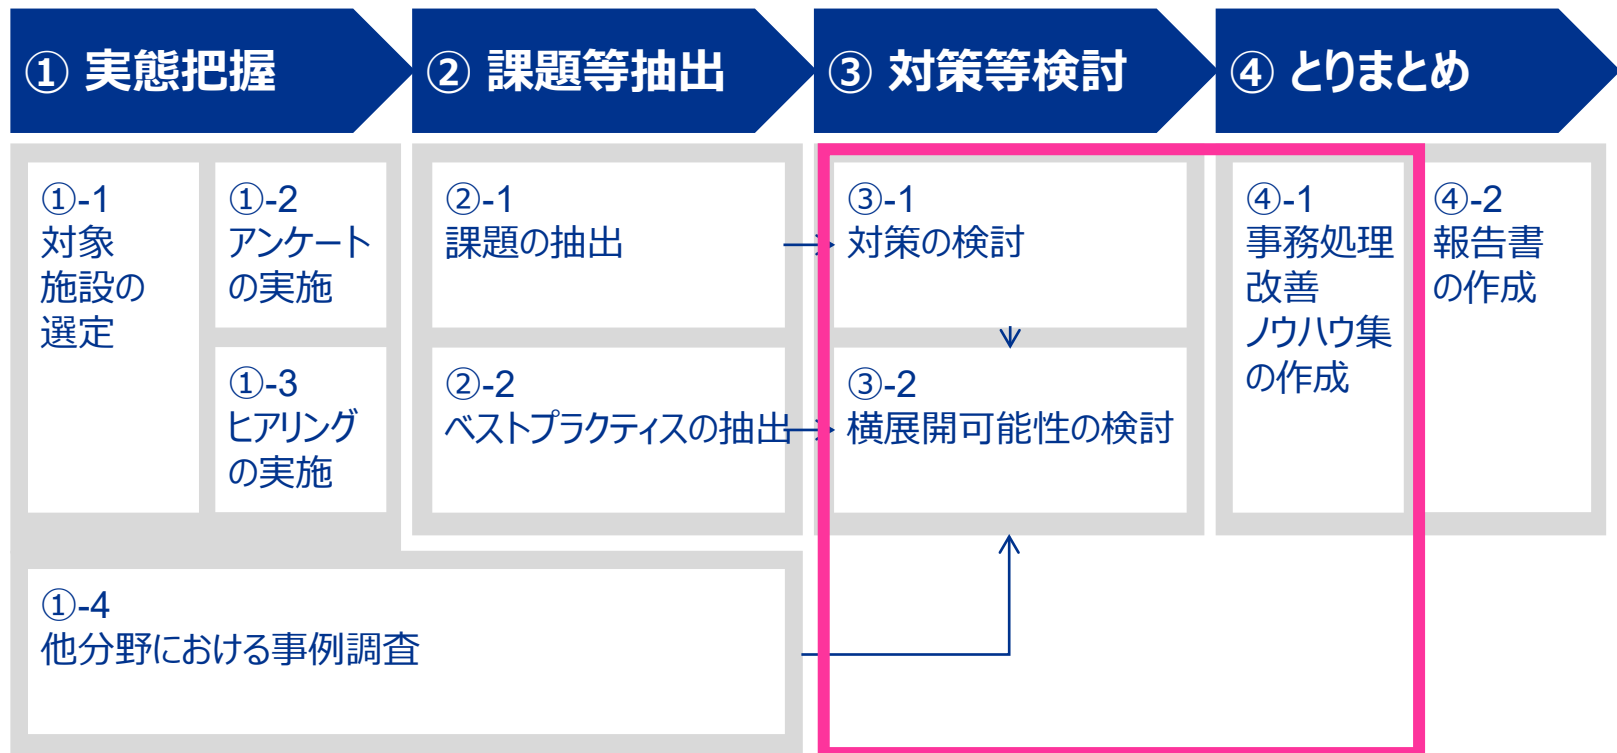 ① 実態把握
② 課題等抽出
③ 対策等検討
④ とりまとめ
①-1
対象
施設の
選定
①-2
アンケート
の実施
①-3
ヒアリング
の実施
①-4
他分野における事例調査
②-1
課題の抽出
②-2
ベストプラクティスの抽出
③-1
対策の検討
③-2
横展開可能性の検討
④-1
事務処理
改善
ノウハウ集
の作成
④-2
報告書
の作成